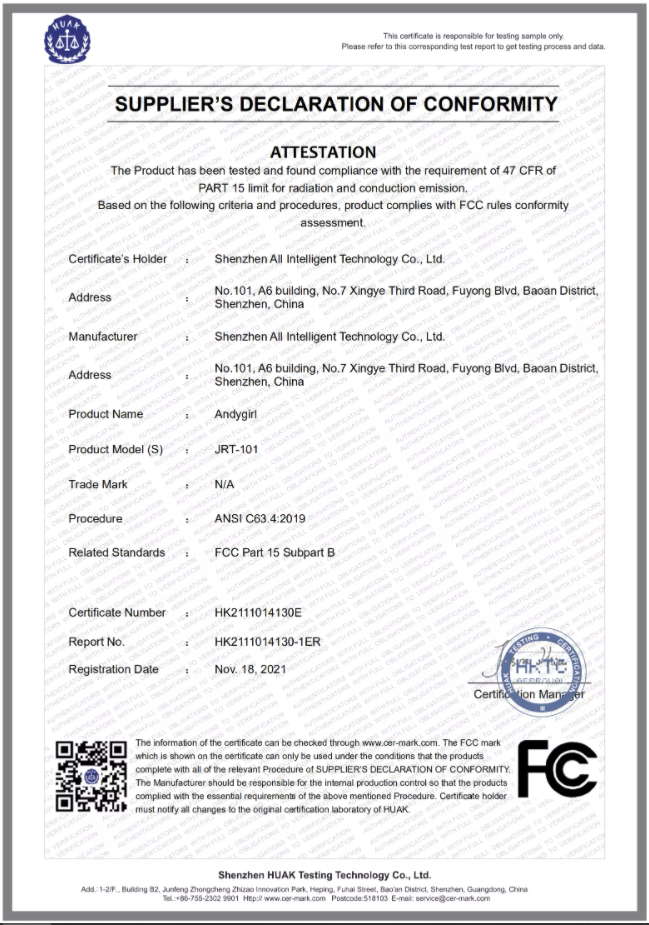 HUAK
This certificate is responsible for testing sample only.
Please refer to this corresponding test report to get testing process and data.
SUPPLIER'S DECLARATION OF CONFORMITY
ATTESTATION
The Product has been tested and found compliance with the requirement of 47 CFR of
PART 15 limit for radiation and conduction emission.
Based on the following criteria and procedures, product complies with FCC rules conformity
assessment.
Certificate's Holder : Shenzhen All Intelligent Technology Co., Ltd.
Address : No.101, A6 building, No.7 Xingye Third Road, Fuyong Blvd, Baoan District,
Shenzhen, China
Manufacturer : Shenzhen All Intelligent Technology Co., Ltd.
Address : No.101, A6 building, No.7 Xingye Third Road, Fuyong Blvd, Baoan District,
Shenzhen, China
Product Name : Andygirl
Product Model (S) : JRT-101
Trade Mark : N/A
Procedure : ANSI C63.4:2019
Related Standards : FCC Part 15 Subpart B
Certificate Number : HK2111014130E
Report No. : HK2111014130-1ER
Registration Date : Nov. 18, 2021
HUAK TESTING CERTIFICATION
HKTC
Certification Manager
The information of the certificate can be checked through www.cer-mark.com. The FCC mark
which is shown on the certificate can only be used under the conditions that the products
complete with all of the relevant Procedure of SUPPLIER'S DECLARATION OF CONFORMITY.
The Manufacturer should be responsible for the internal production control so that the products
complied with the essential requirements of the above mentioned Procedure. Certificate holder
must notify all changes to the original certification laboratory of HUAK.
FC
Shenzhen HUAK Testing Technology Co., Ltd.
Add.: 1-2/F., Building B2, Junfeng Zhongcheng Zhizao Innovation Park, Heping, Fuhai Street, Bao'an District, Shenzhen, Guangdong, China
Tel.:+86-755-2302 9901 Http:// www.cer-mark.com Postcode:518103 E-mail: service@cer-mark.com